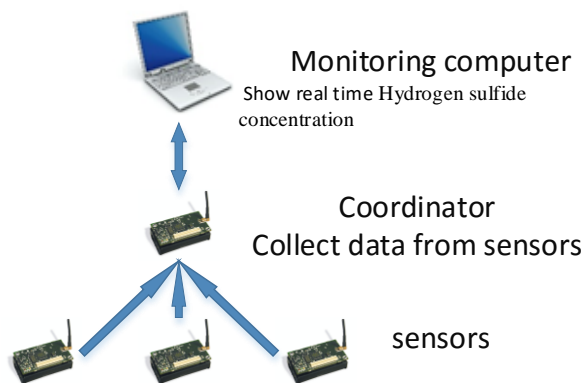 Monitoring computer
Show real time Hydrogen sulfide
concentration
Coordinator
Collect data from sensors
sensors